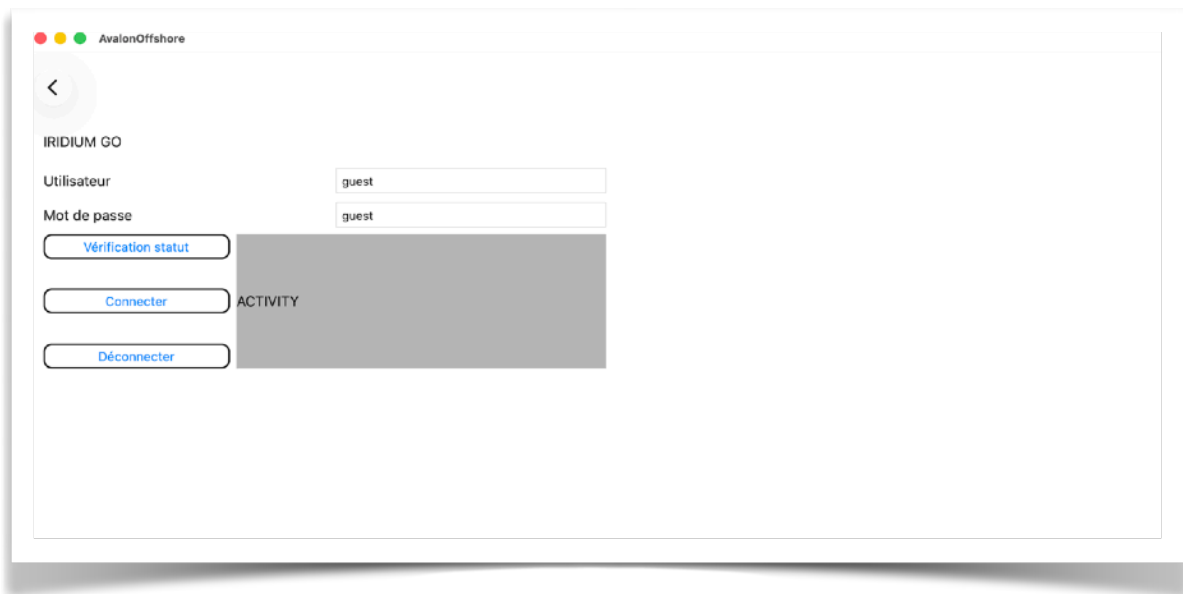 AvalonOffshore
IRIDIUM GO
Utilisateur guest
Mot de passe guest
Vérification statut
Connecter ACTIVITY
Déconnecter